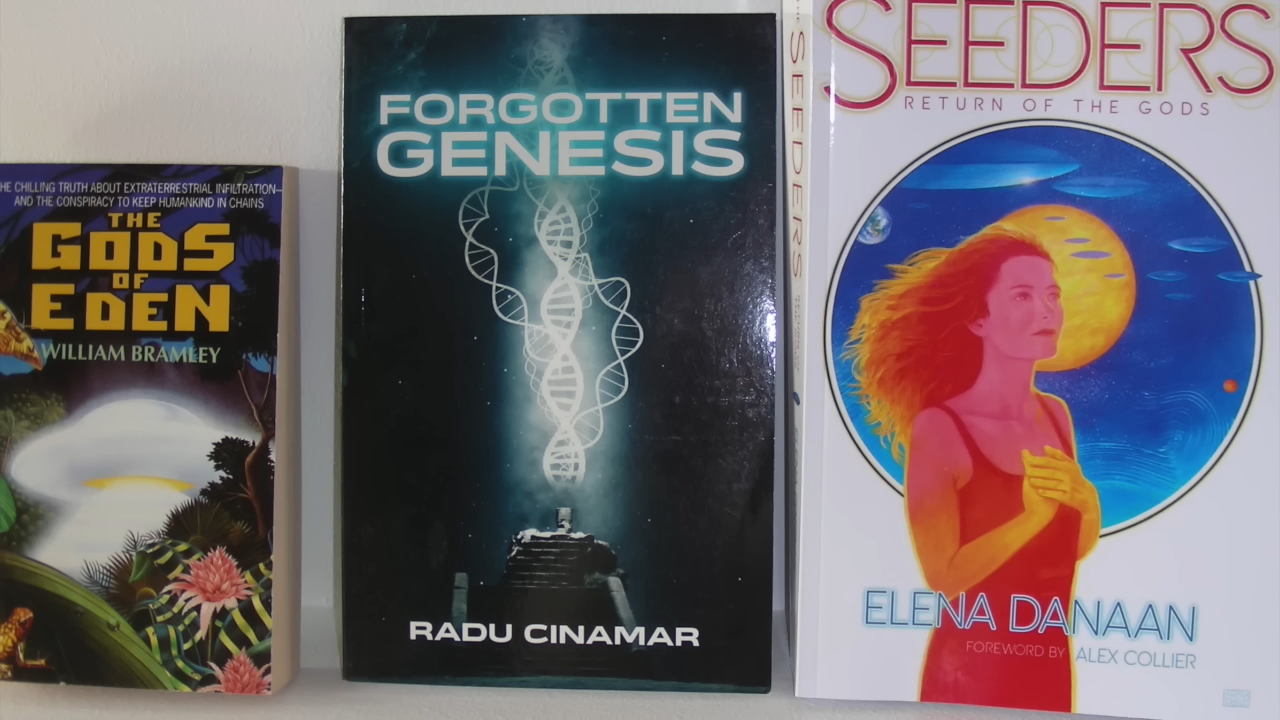 HE CHILLING TRUTH ABOUT EXTRATERRESTRIAL INFILTRATION—
AND THE CONSPIRACY TO KEEP HUMANKIND IN CHAINS
THE
GODS
OF
EDEN
WILLIAM BRAMLEY
FORGOTTEN
GENESIS
RADU CINAMAR
SEEDERS
SEEDERS
RETURN OF THE GODS
ELENA DANAAN
FOREWORD BY ALEX COLLIER